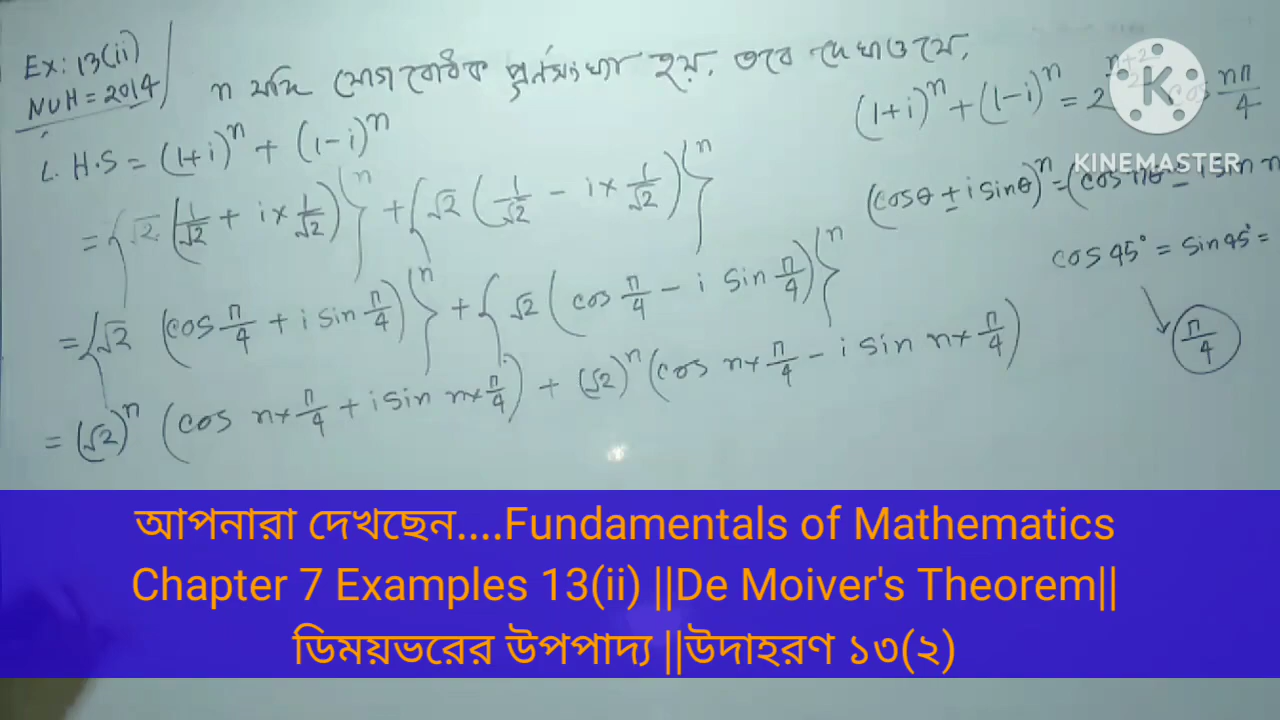 Ex: 13(ii)
NUH = 2014
n যদি যোগবোধক পূর্নসংখ্যা হয়, তবে দেখাও যে,
(1+i)^n + (1-i)^n = 2^{n+2/2} cos nπ/4
L.H.S = (1+i)^n + (1-i)^n
= {√2 (1/√2 + i × 1/√2)}^n + {√2 (1/√2 - i × 1/√2)}^n
(cosθ ± i sinθ)^n = (cos nθ ± i sin n
cos 45° = sin 45° =
π/4
= {√2 (cos π/4 + i sin π/4)}^n + {√2 (cos π/4 - i sin π/4)}^n
= (√2)^n (cos n× π/4 + i sin n× π/4) + (√2)^n (cos n× π/4 - i sin n× π/4)
K
KINEMASTER
আপনারা দেখছেন....Fundamentals of Mathematics
Chapter 7 Examples 13(ii) ||De Moiver's Theorem||
ডিময়ভরের উপপাদ্য ||উদাহরণ ১৩(২)